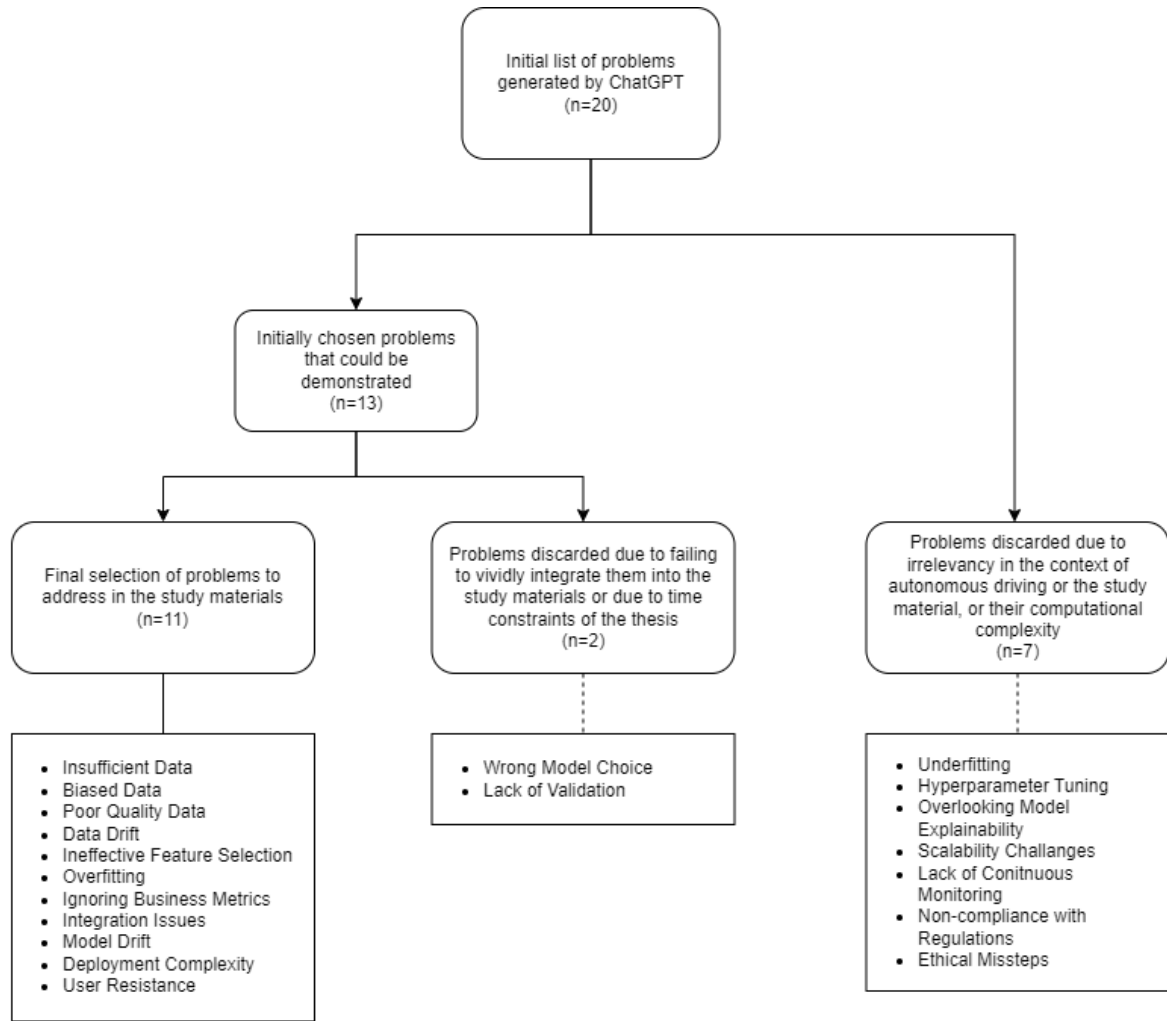 Initial list of problems
generated by ChatGPT
(n=20)
Initially chosen problems
that could be
demonstrated
(n=13)
Final selection of problems to
address in the study materials
(n=11)
Problems discarded due to failing
to vividly integrate them into the
study materials or due to time
constraints of the thesis
(n=2)
Problems discarded due to
irrelevancy in the context of
autonomous driving or the study
material, or their computational
complexity
(n=7)
• Insufficient Data
• Biased Data
• Poor Quality Data
• Data Drift
• Ineffective Feature Selection
• Overfitting
• Ignoring Business Metrics
• Integration Issues
• Model Drift
• Deployment Complexity
• User Resistance
• Wrong Model Choice
• Lack of Validation
• Underfitting
• Hyperparameter Tuning
• Overlooking Model
Explainability
• Scalability Challanges
• Lack of Conitnuous
Monitoring
• Non-compliance with
Regulations
• Ethical Missteps